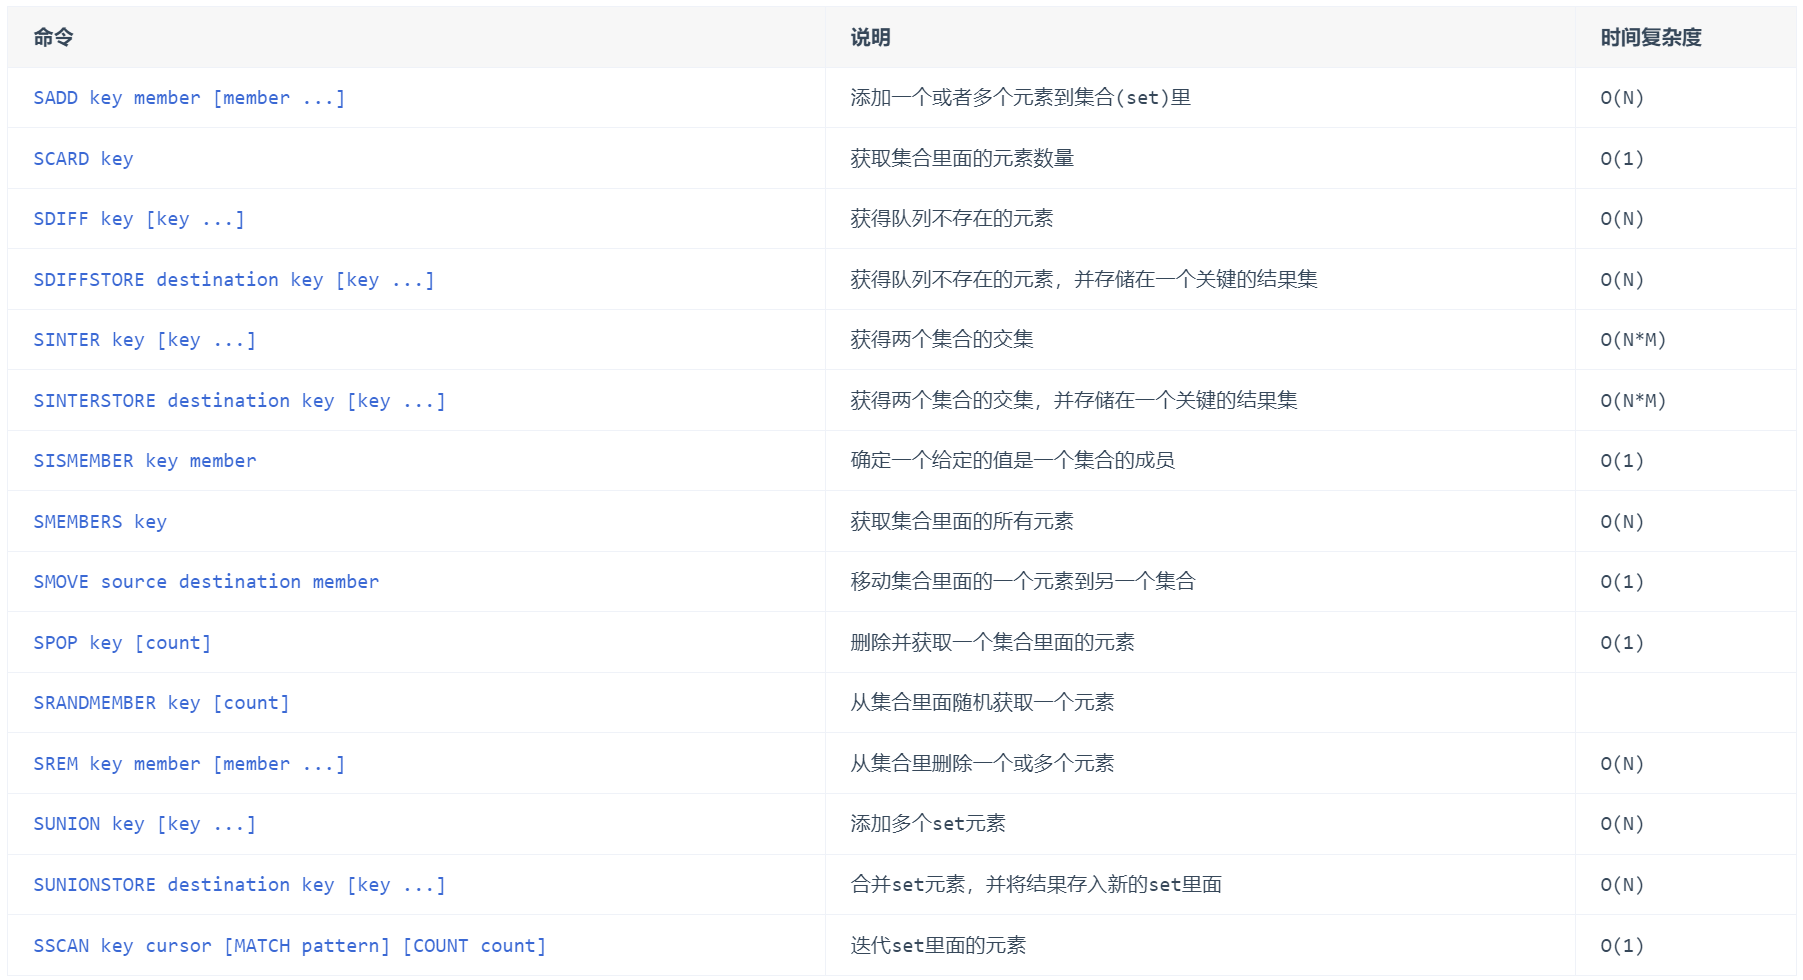 命令 说明 时间复杂度
SADD key member [member ...] 添加一个或者多个元素到集合(set)里 O(N)
SCARD key 获取集合里面的元素数量 O(1)
SDIFF key [key ...] 获得队列不存在的元素 O(N)
SDIFFSTORE destination key [key ...] 获得队列不存在的元素，并存储在一个关键的结果集 O(N)
SINTER key [key ...] 获得两个集合的交集 O(N*M)
SINTERSTORE destination key [key ...] 获得两个集合的交集，并存储在一个关键的结果集 O(N*M)
SISMEMBER key member 确定一个给定的值是一个集合的成员 O(1)
SMEMBERS key 获取集合里面的所有元素 O(N)
SMOVE source destination member 移动集合里面的一个元素到另一个集合 O(1)
SPOP key [count] 删除并获取一个集合里面的元素 O(1)
SRANDMEMBER key [count] 从集合里面随机获取一个元素
SREM key member [member ...] 从集合里删除一个或多个元素 O(N)
SUNION key [key ...] 添加多个set元素 O(N)
SUNIONSTORE destination key [key ...] 合并set元素，并将结果存入新的set里面 O(N)
SSCAN key cursor [MATCH pattern] [COUNT count] 迭代set里面的元素 O(1)